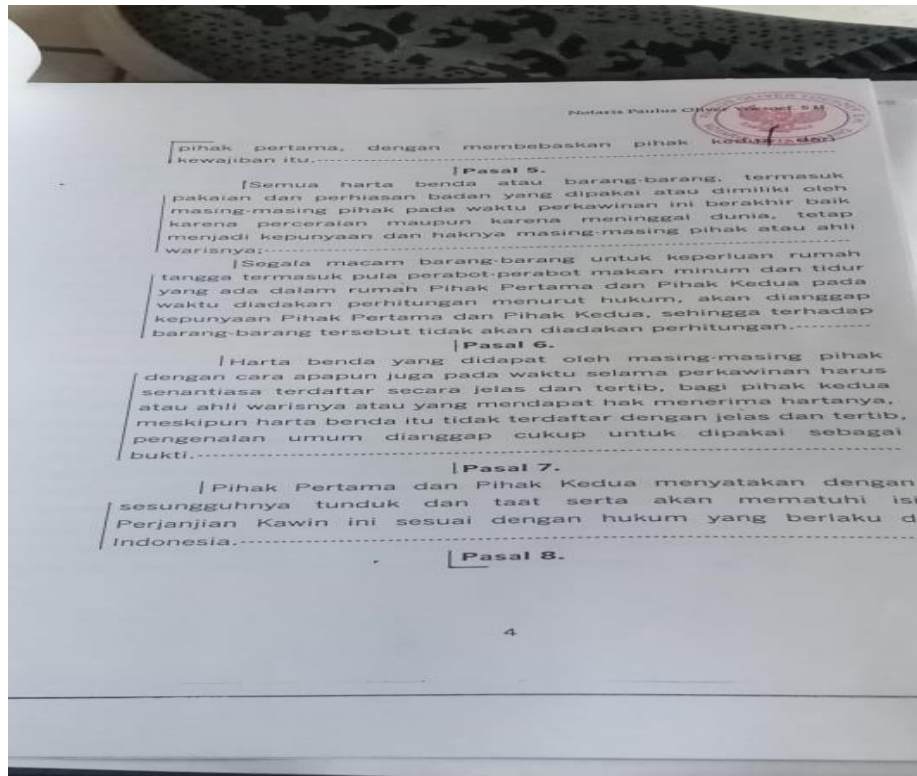 Notaris Paulus Oliver Yoesoef. S.H
pihak pertama, dengan membebaskan pihak kedua dari
kewajiban itu.
Pasal 5.
Semua harta benda atau barang-barang, termasuk
pakaian dan perhiasan badan yang dipakai atau dimiliki oleh
masing-masing pihak pada waktu perkawinan ini berakhir baik
karena perceraian maupun karena meninggal dunia, tetap
menjadi kepunyaan dan haknya masing-masing pihak atau ahli
warisnya;
Segala macam barang-barang untuk keperluan rumah
tangga termasuk pula perabot-perabot makan minum dan tidur
yang ada dalam rumah Pihak Pertama dan Pihak Kedua pada
waktu diadakan perhitungan menurut hukum, akan dianggap
kepunyaan Pihak Pertama dan Pihak Kedua, sehingga terhadap
barang-barang tersebut tidak akan diadakan perhitungan.
Pasal 6.
Harta benda yang didapat oleh masing-masing pihak
dengan cara apapun juga pada waktu selama perkawinan harus
senantiasa terdaftar secara jelas dan tertib, bagi pihak kedua
atau ahli warisnya atau yang mendapat hak menerima hartanya,
meskipun harta benda itu tidak terdaftar dengan jelas dan tertib,
pengenalan umum dianggap cukup untuk dipakai sebagai
bukti.
Pasal 7.
Pihak Pertama dan Pihak Kedua menyatakan dengan
sesungguhnya tunduk dan taat serta akan mematuhi isi
Perjanjian Kawin ini sesuai dengan hukum yang berlaku d
Indonesia.
Pasal 8.
4